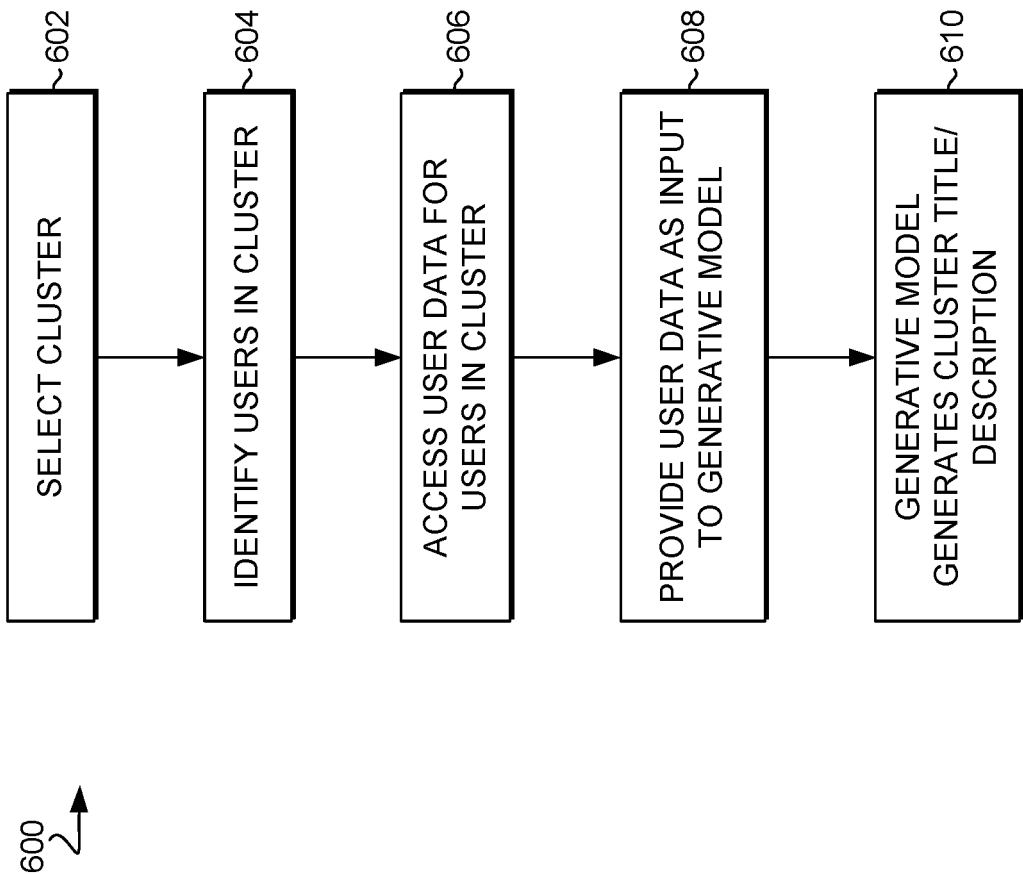 600
SELECT CLUSTER
602
IDENTIFY USERS IN CLUSTER
604
ACCESS USER DATA FOR
USERS IN CLUSTER
606
PROVIDE USER DATA AS INPUT
TO GENERATIVE MODEL
608
GENERATIVE MODEL
GENERATES CLUSTER TITLE/
DESCRIPTION
610